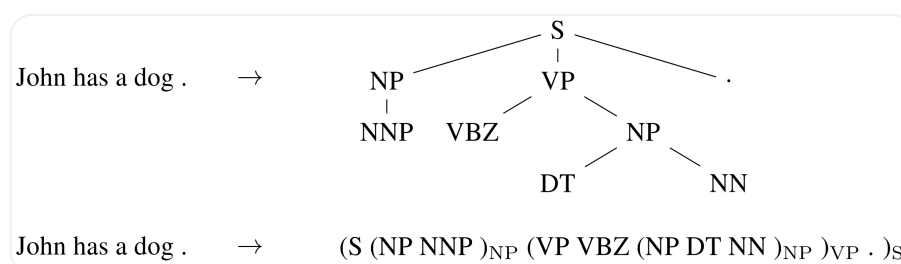 S
John has a dog . → NP VP .
NNP VBZ NP
DT NN
John has a dog . → (S (NP NNP )NP (VP VBZ (NP DT NN )NP )VP . )S